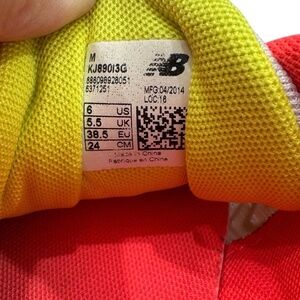 M
KJ890I3G
888098928051
6371251
NB
MFG:04/2014
LOC:16
6 US
5.5 UK
38.5 EU
24 CM
Made in China
Fabriqué en Chine